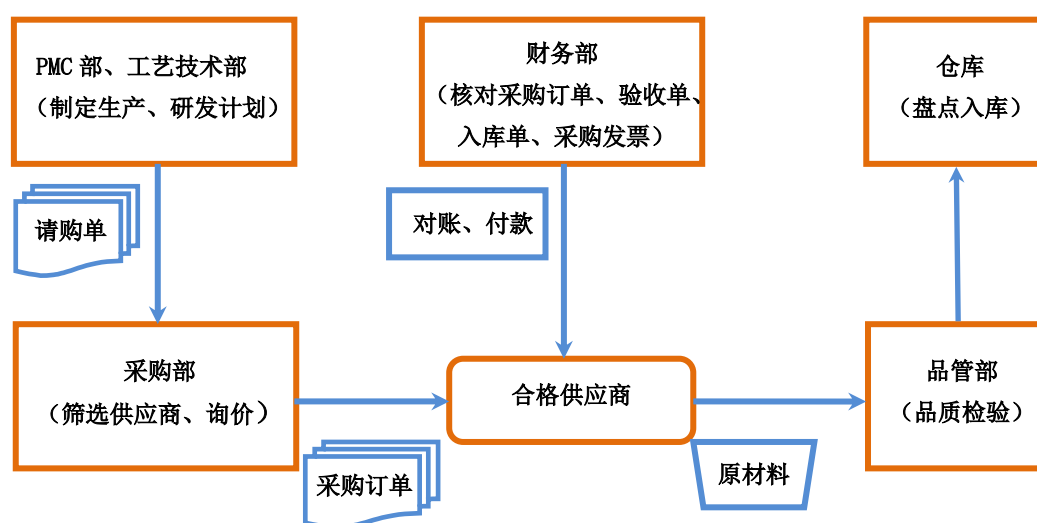 PMC 部、工艺技术部
（制定生产、研发计划）
财务部
（核对采购订单、验收单、
入库单、采购发票）
仓库
（盘点入库）
请购单
对账、付款
采购部
（筛选供应商、询价）
合格供应商
品管部
（品质检验）
采购订单
原材料